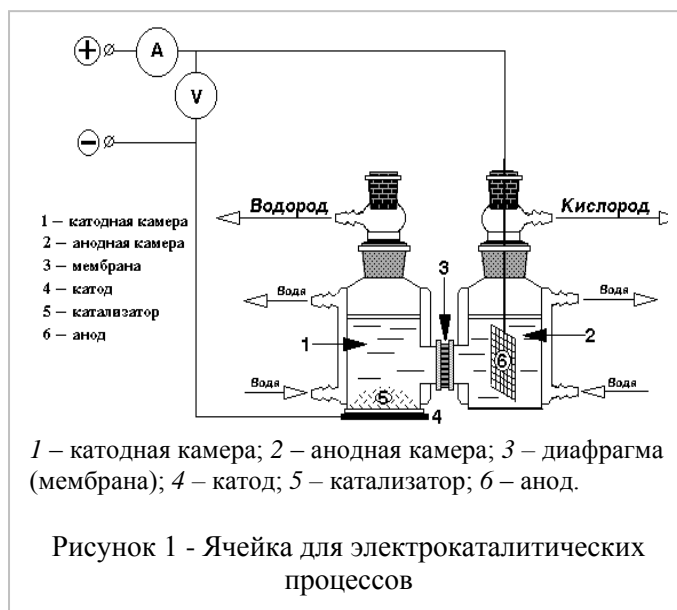 + A
V
−
Водород Кислород
1 – катодная камера
2 – анодная камера
3 – мембрана
4 – катод
5 – катализатор
6 – анод
3
Вода Вода
1 2
6
Вода Вода
5
4
1 – катодная камера; 2 – анодная камера; 3 – диафрагма
(мембрана); 4 – катод; 5 – катализатор; 6 – анод.
Рисунок 1 - Ячейка для электрокаталитических
процессов